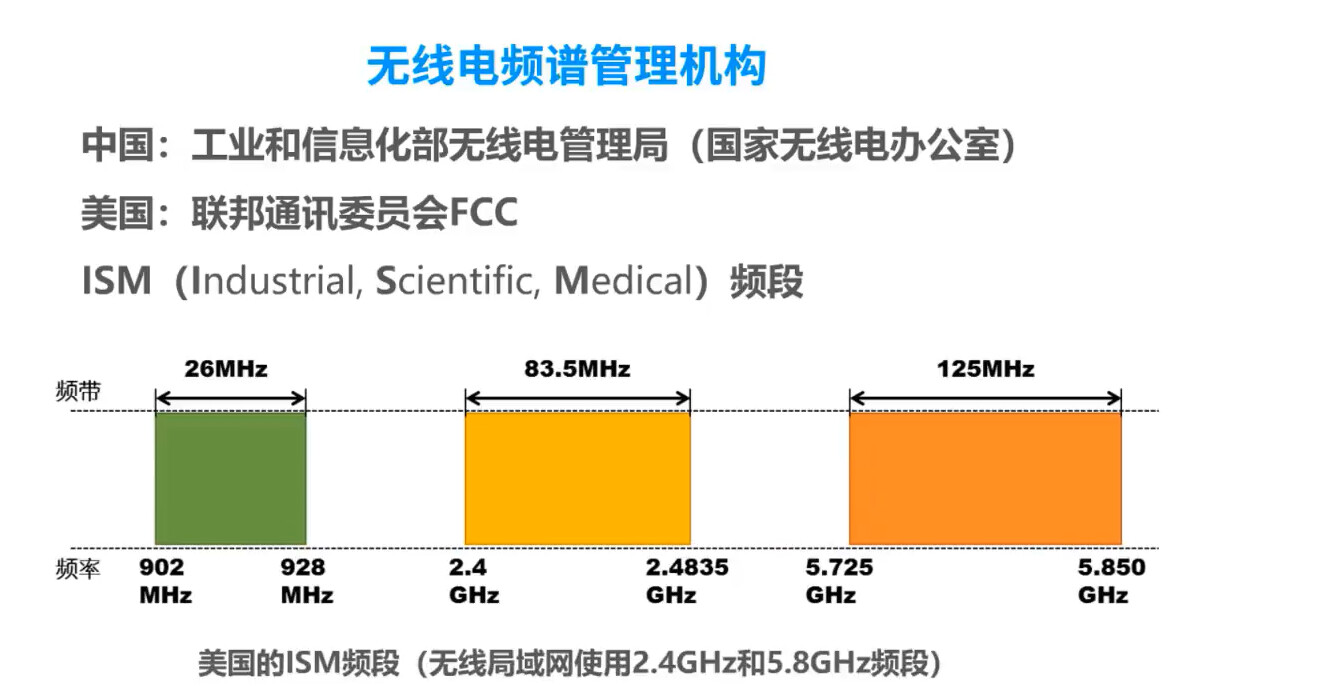 无线电频谱管理机构
中国：工业和信息化部无线电管理局（国家无线电办公室）
美国：联邦通讯委员会FCC
ISM（Industrial, Scientific, Medical）频段
26MHz 83.5MHz 125MHz
频带
频率 902 928 2.4 2.4835 5.725 5.850
MHz MHz GHz GHz GHz GHz
美国的ISM频段（无线局域网使用2.4GHz和5.8GHz频段）